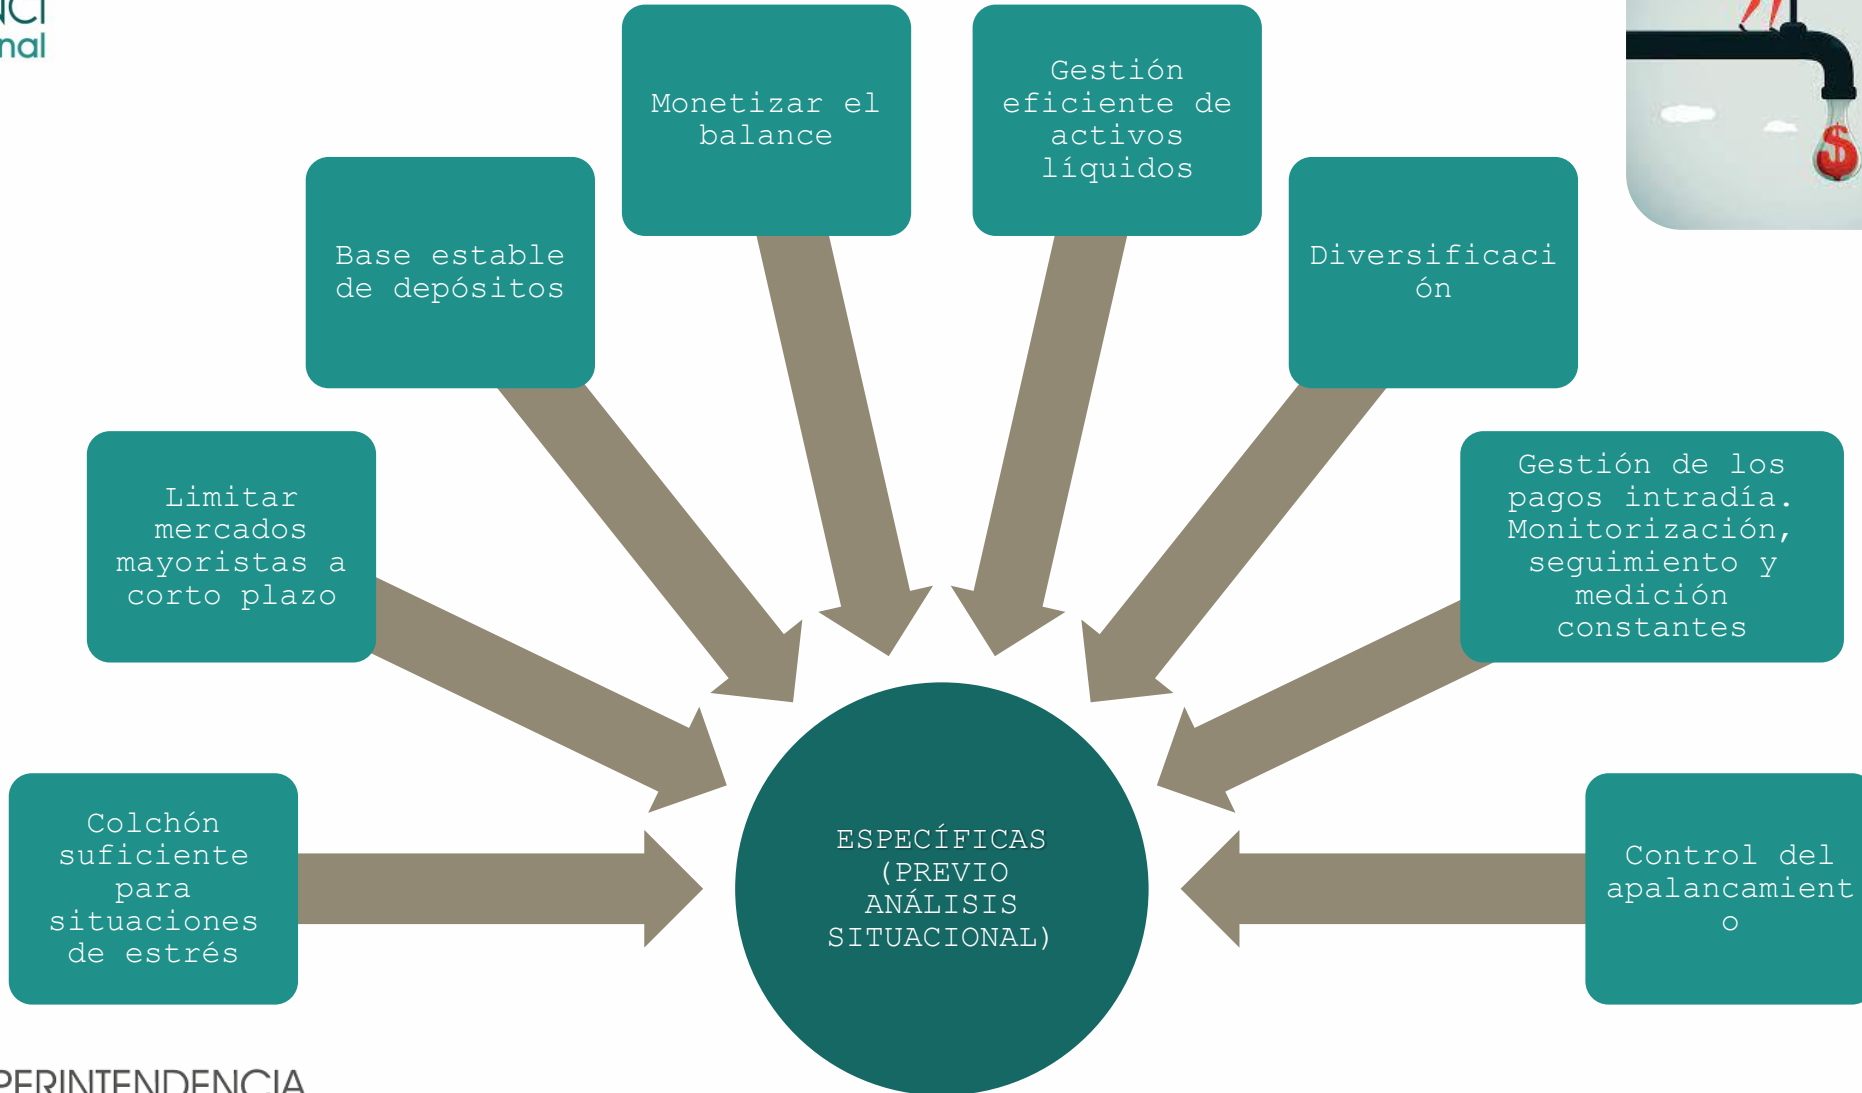 nal
Monetizar el
balance
Gestión
eficiente de
activos
líquidos
Base estable
de depósitos
Diversificaci
ón
Limitar
mercados
mayoristas a
corto plazo
Gestión de los
pagos intradía.
Monitorización,
seguimiento y
medición
constantes
Colchón
suficiente
para
situaciones
de estrés
ESPECÍFICAS
(PREVIO
ANÁLISIS
SITUACIONAL)
Control del
apalancamient
o
$
PERINTENDENCIA